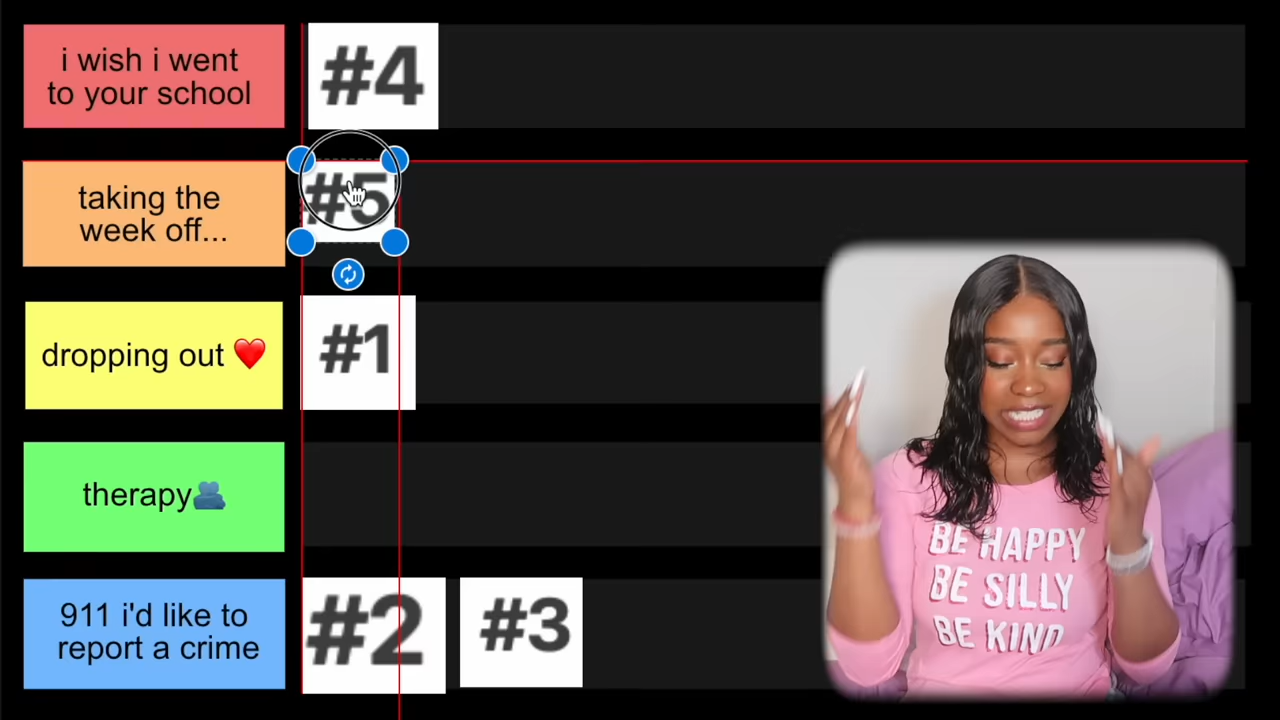 i wish i went
to your school
#4
taking the
week off...
#5
dropping out ❤️
#1
therapy🫂
911 i'd like to
report a crime
#2
#3
BE HAPPY
BE SILLY
BE KIND